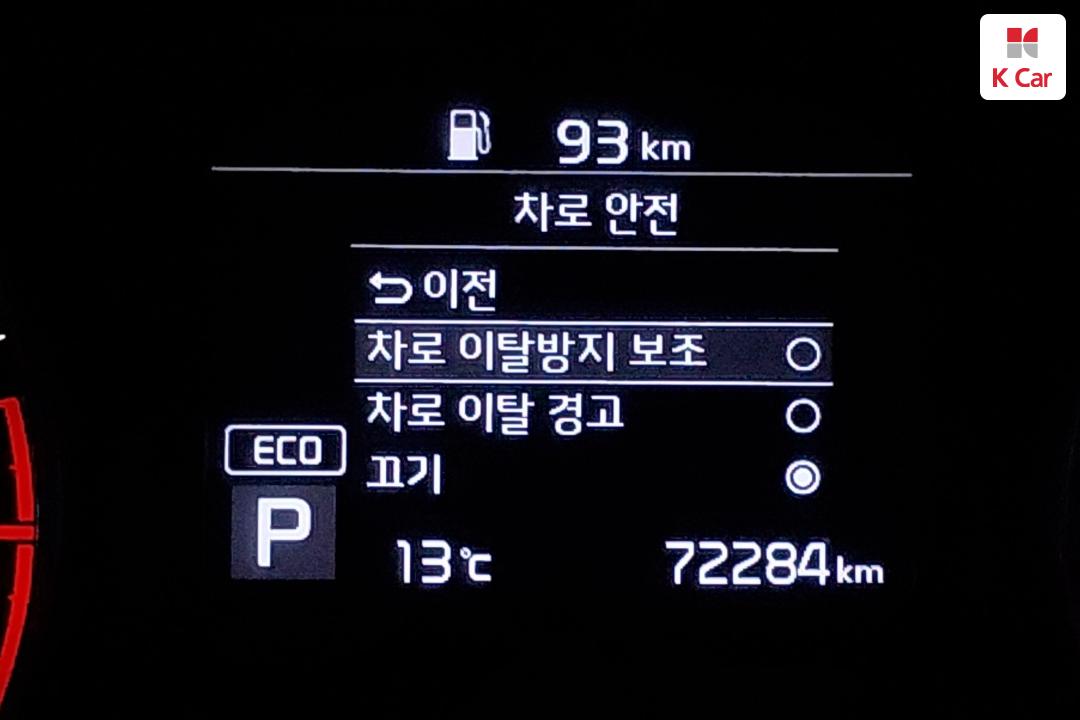 K Car
93 km
차로 안전
이전
차로 이탈방지 보조
차로 이탈 경고
끄기
ECO
P
13℃
72284 km